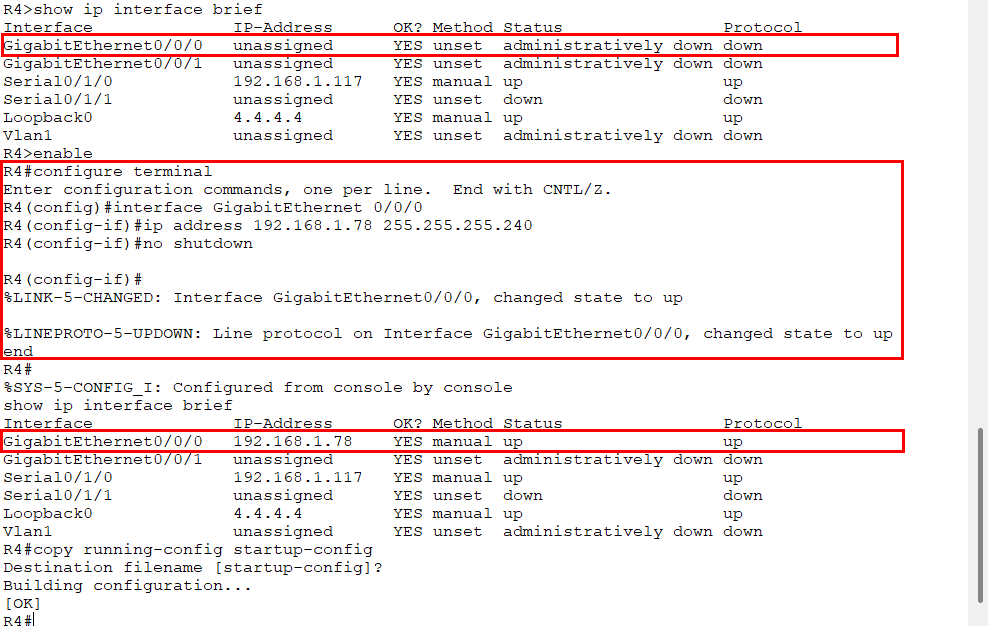 R4>show ip interface brief
Interface              IP-Address      OK? Method Status                Protocol
GigabitEthernet0/0/0   unassigned      YES unset  administratively down down
GigabitEthernet0/0/1   unassigned      YES unset  administratively down down
Serial0/1/0            192.168.1.117   YES manual up                    up
Serial0/1/1            unassigned      YES unset  down                  down
Loopback0              4.4.4.4         YES manual up                    up
Vlan1                  unassigned      YES unset  administratively down down
R4>enable
R4#configure terminal
Enter configuration commands, one per line.  End with CNTL/Z.
R4(config)#interface GigabitEthernet 0/0/0
R4(config-if)#ip address 192.168.1.78 255.255.255.240
R4(config-if)#no shutdown
R4(config-if)#
%LINK-5-CHANGED: Interface GigabitEthernet0/0/0, changed state to up
%LINEPROTO-5-UPDOWN: Line protocol on Interface GigabitEthernet0/0/0, changed state to up
end
R4#
%SYS-5-CONFIG_I: Configured from console by console
show ip interface brief
Interface              IP-Address      OK? Method Status                Protocol
GigabitEthernet0/0/0   192.168.1.78    YES manual up                    up
GigabitEthernet0/0/1   unassigned      YES unset  administratively down down
Serial0/1/0            192.168.1.117   YES manual up                    up
Serial0/1/1            unassigned      YES unset  down                  down
Loopback0              4.4.4.4         YES manual up                    up
Vlan1                  unassigned      YES unset  administratively down down
R4#copy running-config startup-config
Destination filename [startup-config]?
Building configuration...
[OK]
R4#